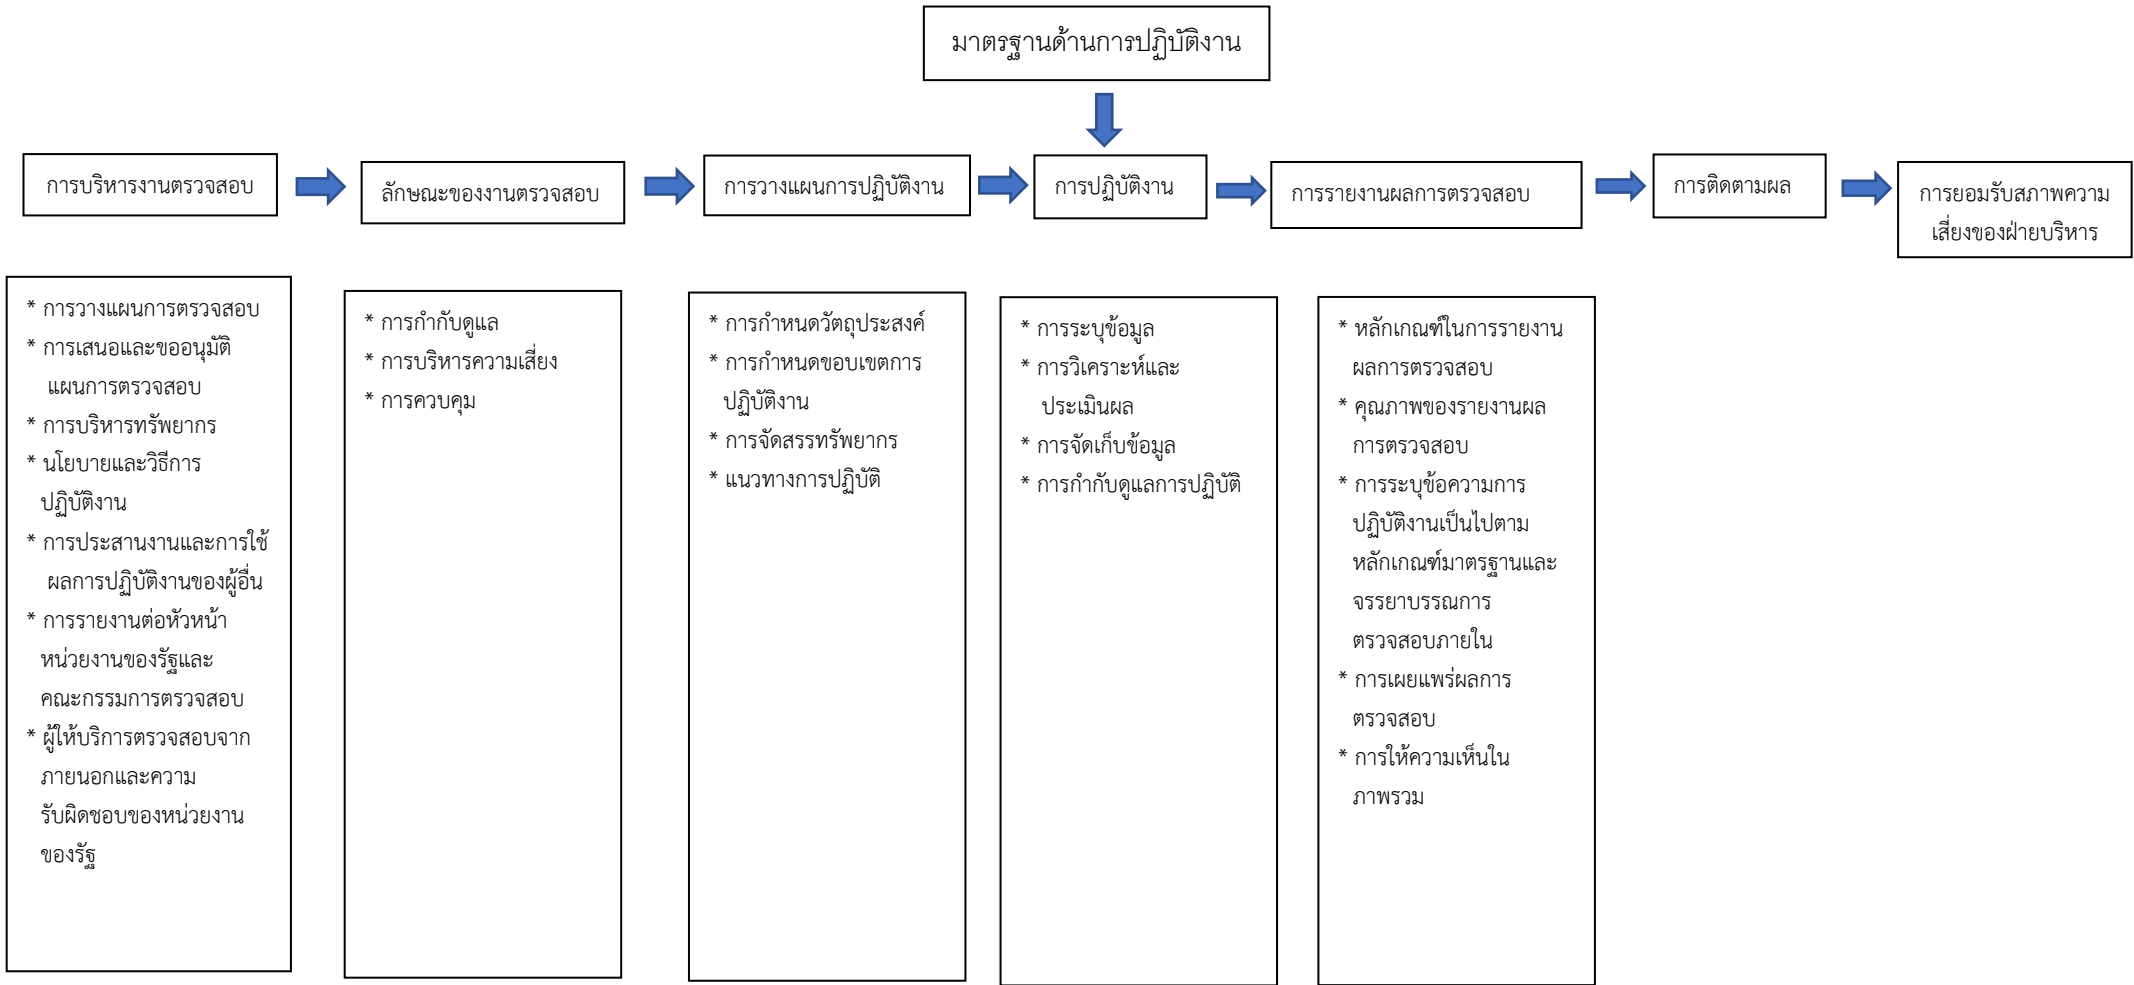 มาตรฐานด้านการปฏิบัติงาน
การบริหารงานตรวจสอบ
ลักษณะของงานตรวจสอบ
การวางแผนการปฏิบัติงาน
การปฏิบัติงาน
การรายงานผลการตรวจสอบ
การติดตามผล
การยอมรับสภาพความ
เสี่ยงของฝ่ายบริหาร
* การวางแผนการตรวจสอบ
* การเสนอและขออนุมัติ
แผนการตรวจสอบ
* การบริหารทรัพยากร
* นโยบายและวิธีการ
ปฏิบัติงาน
* การประสานงานและการใช้
ผลการปฏิบัติงานของผู้อื่น
* การรายงานต่อหัวหน้า
หน่วยงานของรัฐและ
คณะกรรมการตรวจสอบ
* ผู้ให้บริการตรวจสอบจาก
ภายนอกและความ
รับผิดชอบของหน่วยงาน
ของรัฐ
* การกำกับดูแล
* การบริหารความเสี่ยง
* การควบคุม
* การกำหนดวัตถุประสงค์
* การกำหนดขอบเขตการ
ปฏิบัติงาน
* การจัดสรรทรัพยากร
* แนวทางการปฏิบัติ
* การระบุข้อมูล
* การวิเคราะห์และ
ประเมินผล
* การจัดเก็บข้อมูล
* การกำกับดูแลการปฏิบัติ
* หลักเกณฑ์ในการรายงาน
ผลการตรวจสอบ
* คุณภาพของรายงานผล
การตรวจสอบ
* การระบุข้อความการ
ปฏิบัติงานเป็นไปตาม
หลักเกณฑ์มาตรฐานและ
จรรยาบรรณการ
ตรวจสอบภายใน
* การเผยแพร่ผลการ
ตรวจสอบ
* การให้ความเห็นใน
ภาพรวม